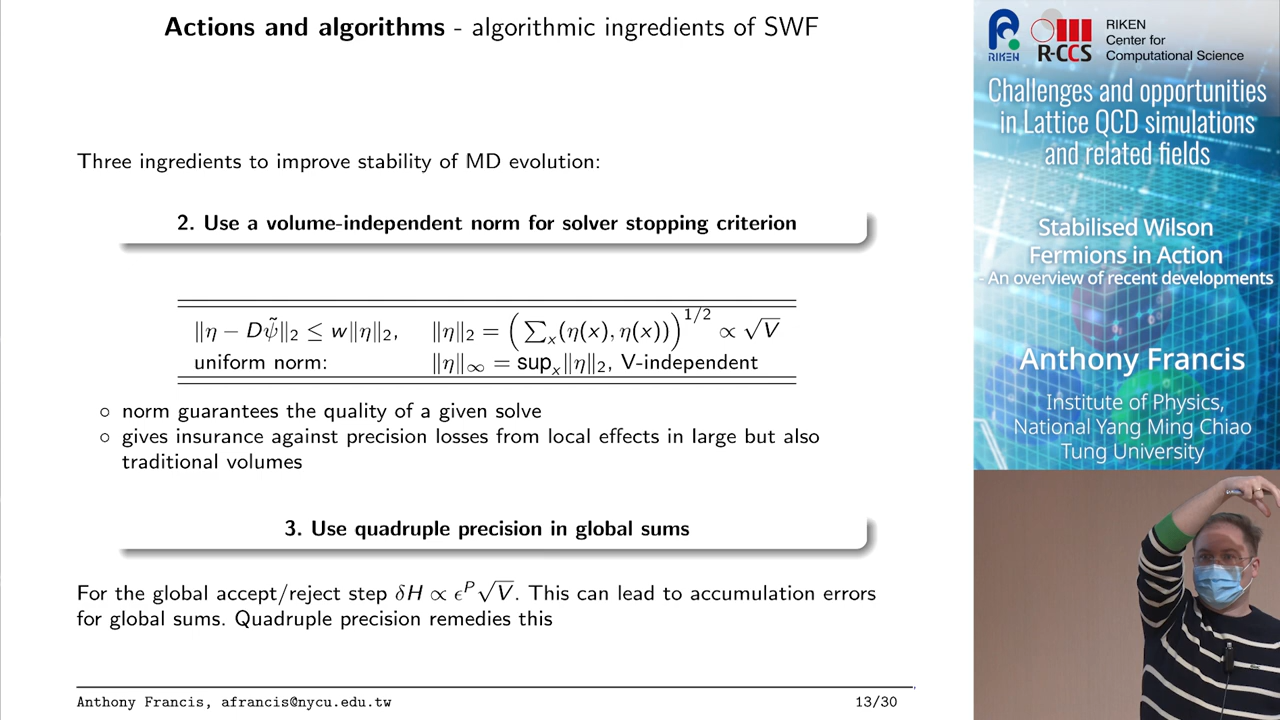 Actions and algorithms - algorithmic ingredients of SWF
Three ingredients to improve stability of MD evolution:
2. Use a volume-independent norm for solver stopping criterion
‖η − Dψ̃‖₂ ≤ w‖η‖₂, ‖η‖₂ = (∑ₓ(η(x), η(x)))^1/2 ∝ √V
uniform norm: ‖η‖∞ = supₓ‖η‖₂, V-independent
○ norm guarantees the quality of a given solve
○ gives insurance against precision losses from local effects in large but also
traditional volumes
3. Use quadruple precision in global sums
For the global accept/reject step δH ∝ ϵ^P √V. This can lead to accumulation errors
for global sums. Quadruple precision remedies this
Anthony Francis, afrancis@nycu.edu.tw 13/30
RIKEN
R-CCS
RIKEN
Center for
Computational Science
Challenges and opportunities
in Lattice QCD simulations
and related fields
Stabilised Wilson
Fermions in Action
- An overview of recent developments
Anthony Francis
Institute of Physics,
National Yang Ming Chiao
Tung University